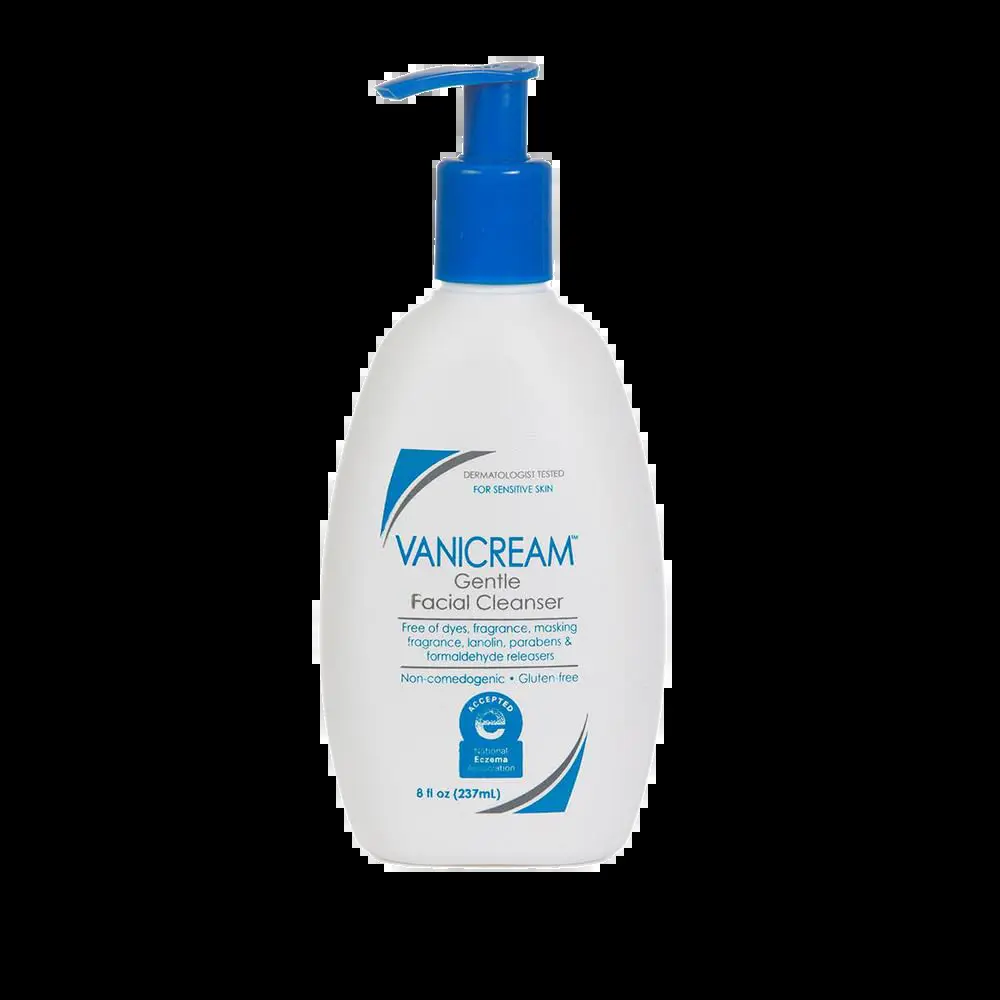 DERMATOLOGIST TESTED
FOR SENSITIVE SKIN
VANICREAM™
Gentle
Facial Cleanser
Free of dyes, fragrance, masking
fragrance, lanolin, parabens &
formaldehyde releasers
Non-comedogenic • Gluten-free
ACCEPTED
National
Eczema
Association
8 fl oz (237mL)